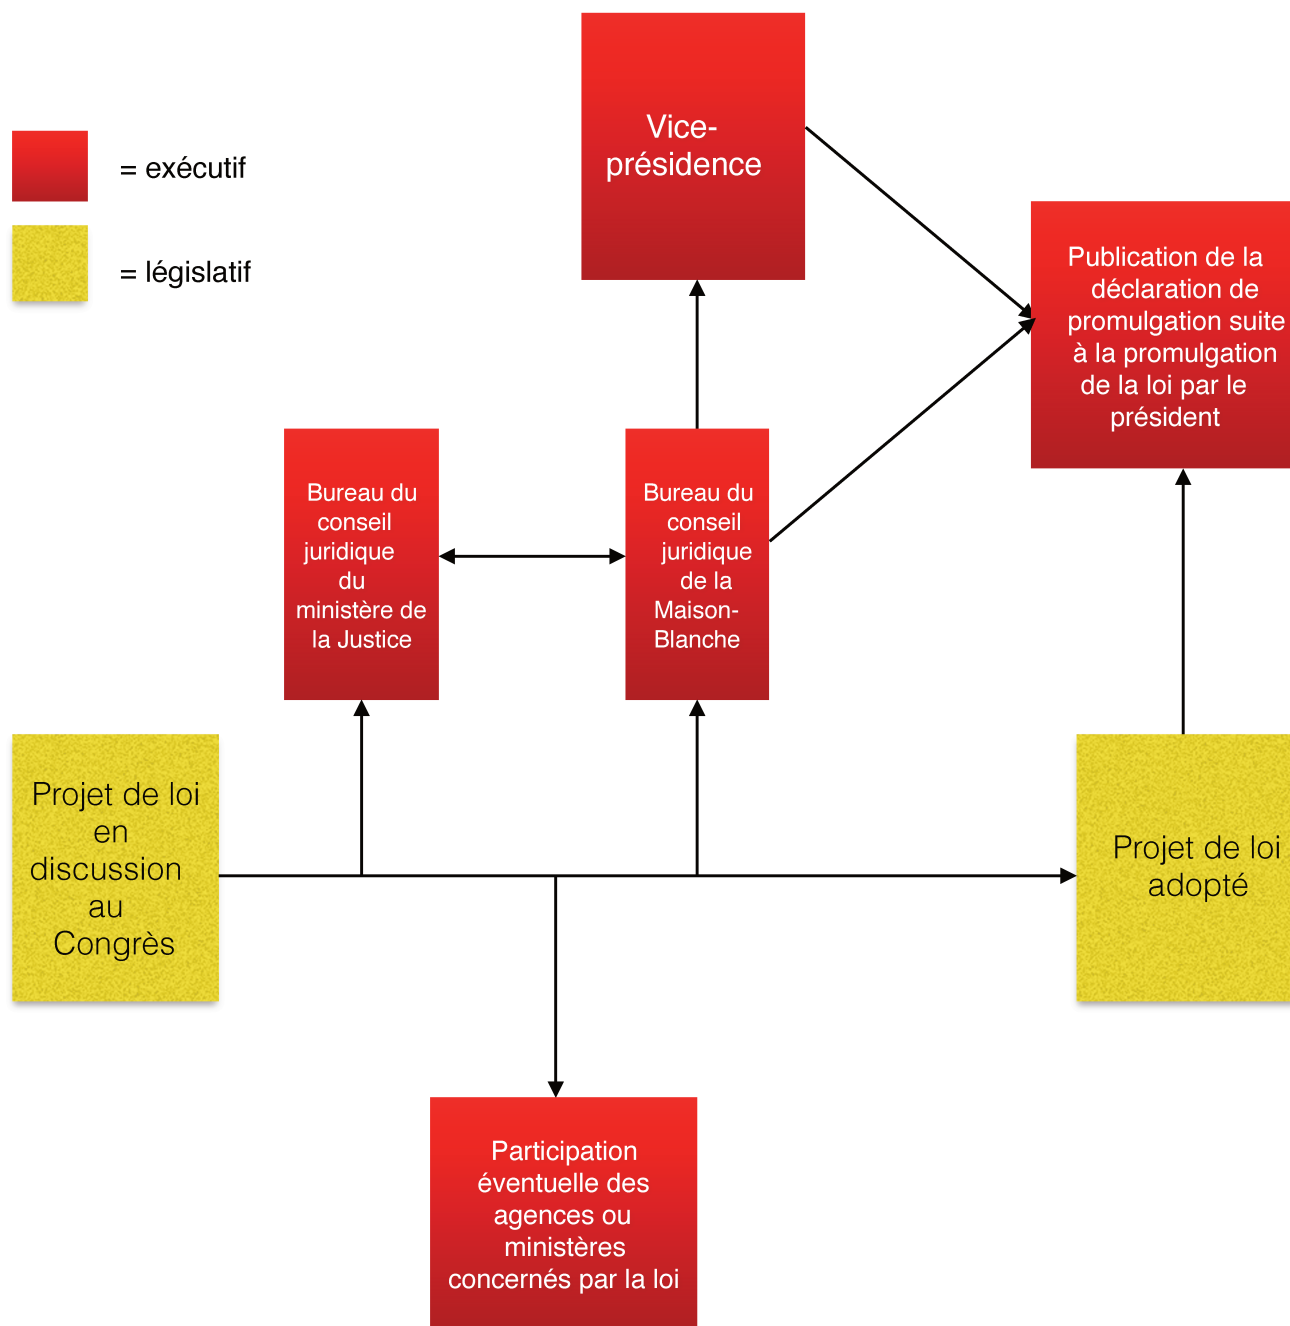 Vice-
présidence
= exécutif
= législatif
Publication de la
déclaration de
promulgation suite
à la promulgation
de la loi par le
président
Bureau du
conseil
juridique
du
ministère de
la Justice
Bureau du
conseil
juridique
de la
Maison-
Blanche
Projet de loi
en
discussion
au
Congrès
Projet de loi
adopté
Participation
éventuelle des
agences ou
ministères
concernés par la loi